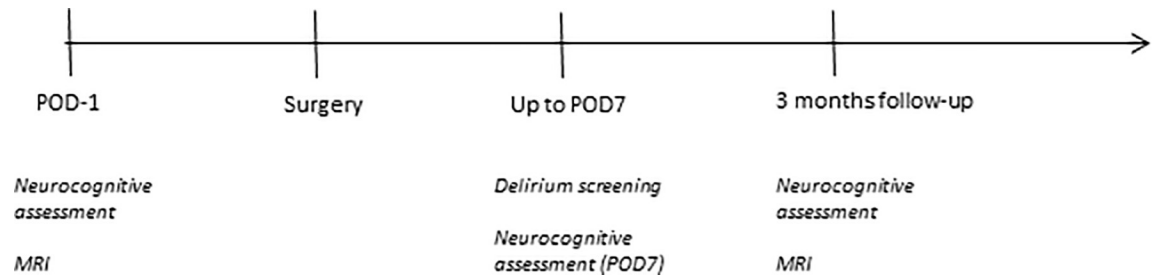 POD-1
Surgery
Up to POD7
3 months follow-up
Neurocognitive
assessment
MRI
Delirium screening
Neurocognitive
assessment (POD7)
Neurocognitive
assessment
MRI